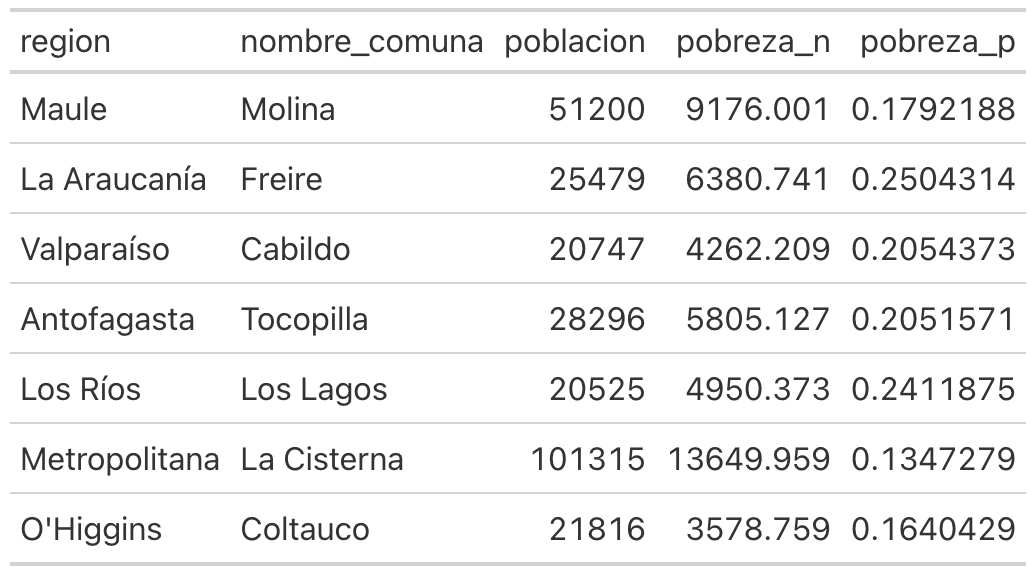 region nombre_comuna poblacion pobreza_n pobreza_p
Maule Molina 51200 9176.001 0.1792188
La Araucanía Freire 25479 6380.741 0.2504314
Valparaíso Cabildo 20747 4262.209 0.2054373
Antofagasta Tocopilla 28296 5805.127 0.2051571
Los Ríos Los Lagos 20525 4950.373 0.2411875
Metropolitana La Cisterna 101315 13649.959 0.1347279
O'Higgins Coltauco 21816 3578.759 0.1640429